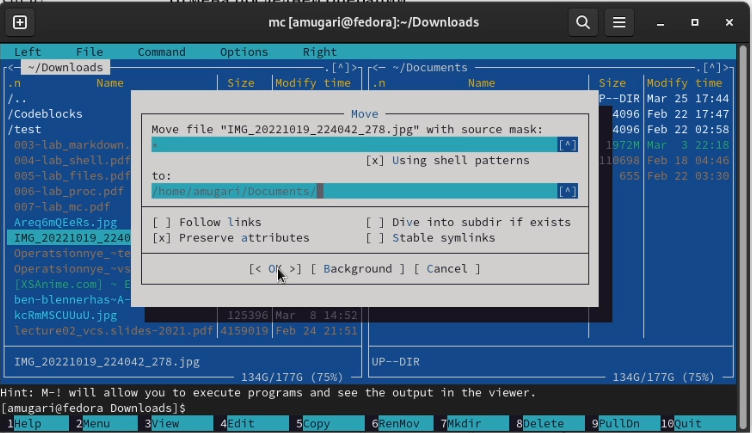 mc [amugari@fedora]:~/Downloads
Left File Command Options Right
<─ ~/Downloads .[^]> <─ ~/Documents .[^]>
.n Name Size Modify time .n Name Size Modify time
/.. P--DIR Mar 25 17:44
/Codeblocks 4096 Feb 22 17:47
/test 4096 Feb 22 02:58
003-lab_markdown. 1972M Mar 3 22:18
004-lab_shell.pdf 110698 Feb 18 04:46
005-lab_files.pdf 655 Feb 22 03:30
006-lab_proc.pdf
007-lab_mc.pdf
Areq6mQEeRs.jpg
IMG_20221019_2240
Operatsionnye_~te
Operatsionnye_~vs
[XSAnime.com] ~ E
ben-blennerhas~A-
kcRmMSCUUuU.jpg 125396 Mar 8 14:52
lecture02_vcs.slides-2021.pdf 4159019 Feb 24 21:51
Move
Move file "IMG_20221019_224042_278.jpg" with source mask:
* [^]
[x] Using shell patterns
to:
/home/amugari/Documents/ [^]
[ ] Follow links [ ] Dive into subdir if exists
[x] Preserve attributes [ ] Stable symlinks
[< OK >] [ Background ] [ Cancel ]
IMG_20221019_224042_278.jpg UP--DIR
134G/177G (75%) 134G/177G (75%)
Hint: M-! will allow you to execute programs and see the output in the viewer.
[amugari@fedora Downloads]$
1Help 2Menu 3View 4Edit 5Copy 6RenMov 7Mkdir 8Delete 9PullDn 10Quit